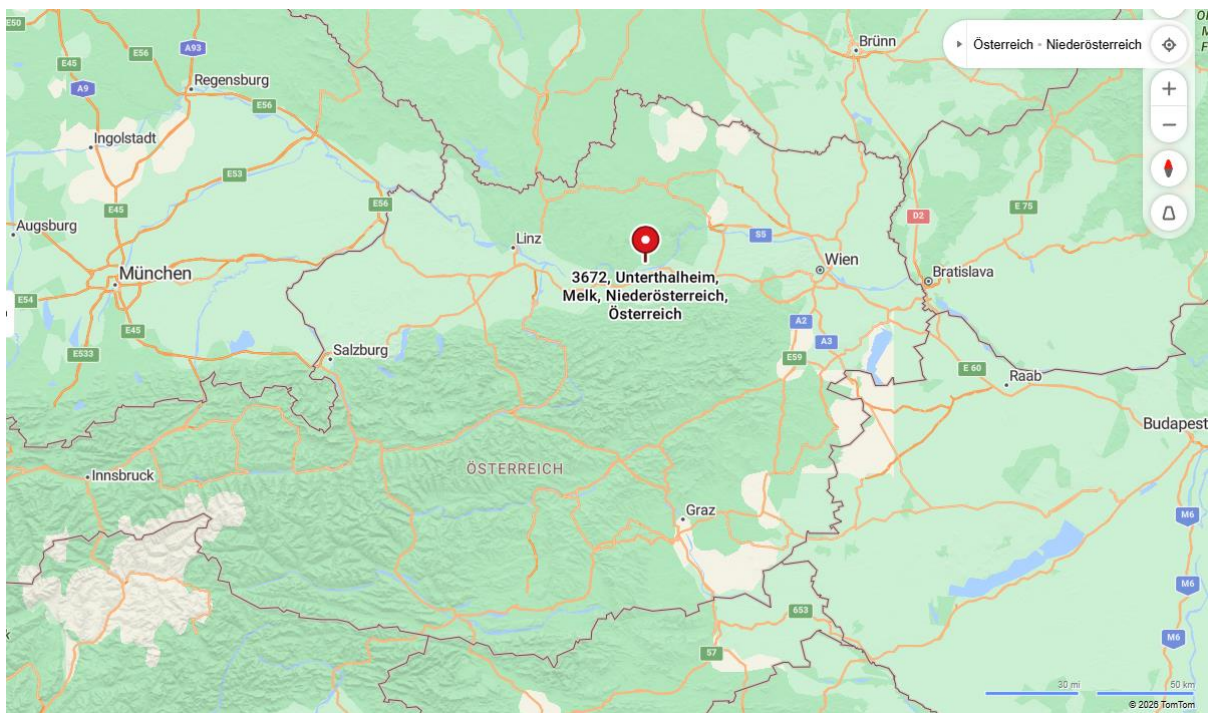 E50
A93
E56
Brünn
Österreich - Niederösterreich
E45
Regensburg
A9
E56
Ingolstadt
E53
E 75
E45
E56
D2
Augsburg
Linz
S5
Wien
München
Bratislava
3672, Unterthalheim,
Melk, Niederösterreich,
Österreich
E54
A2
E45
A3
E533
Salzburg
E59
E 60
Raab
Budapest
ÖSTERREICH
Innsbruck
Graz
M6
653
M6
57
30 mi
50 km
© 2026 TomTom